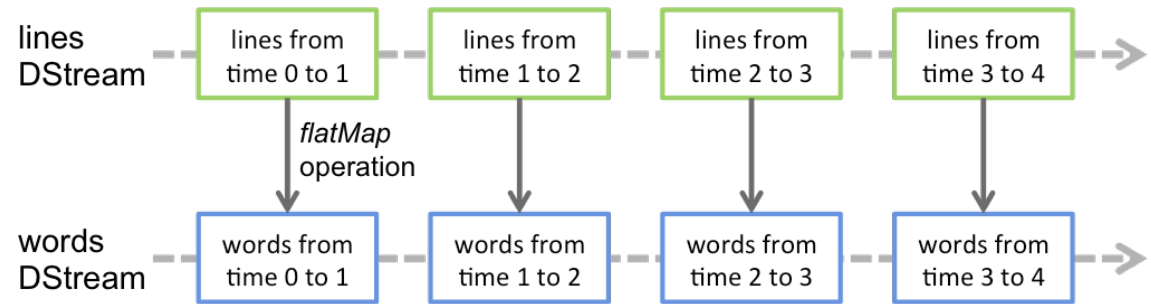 lines
DStream
lines from
time 0 to 1
lines from
time 1 to 2
lines from
time 2 to 3
lines from
time 3 to 4
flatMap
operation
words
DStream
words from
time 0 to 1
words from
time 1 to 2
words from
time 2 to 3
words from
time 3 to 4